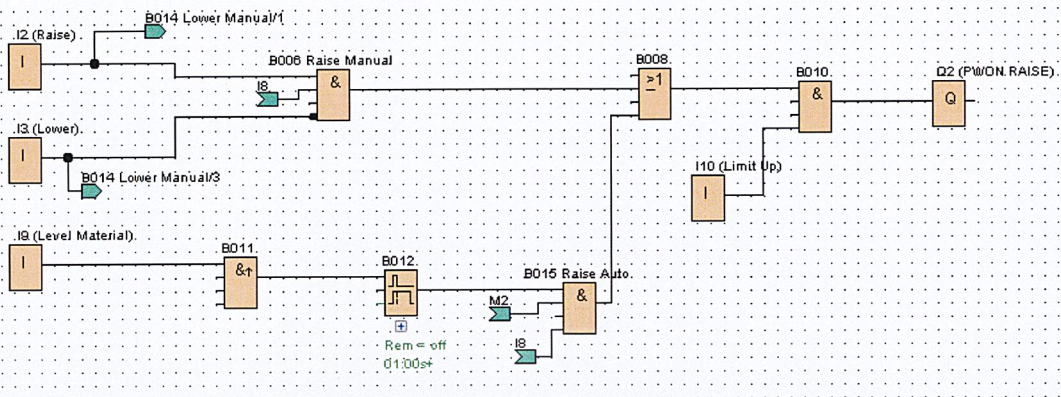 B014 Lower Manual/1
.I2 (Raise).
I
B006 Raise Manual
&
I8.
.I3 (Lower).
I
B014 Lower Manual/3
B008.
>1
B010.
&
Q2 (PWON.RAISE).
Q
I10 (Limit Up)
I
.I9 (Level Material).
I
B011.
&↑
B012.
Rem = off
01:00s+
B015 Raise Auto.
&
M2.
I8